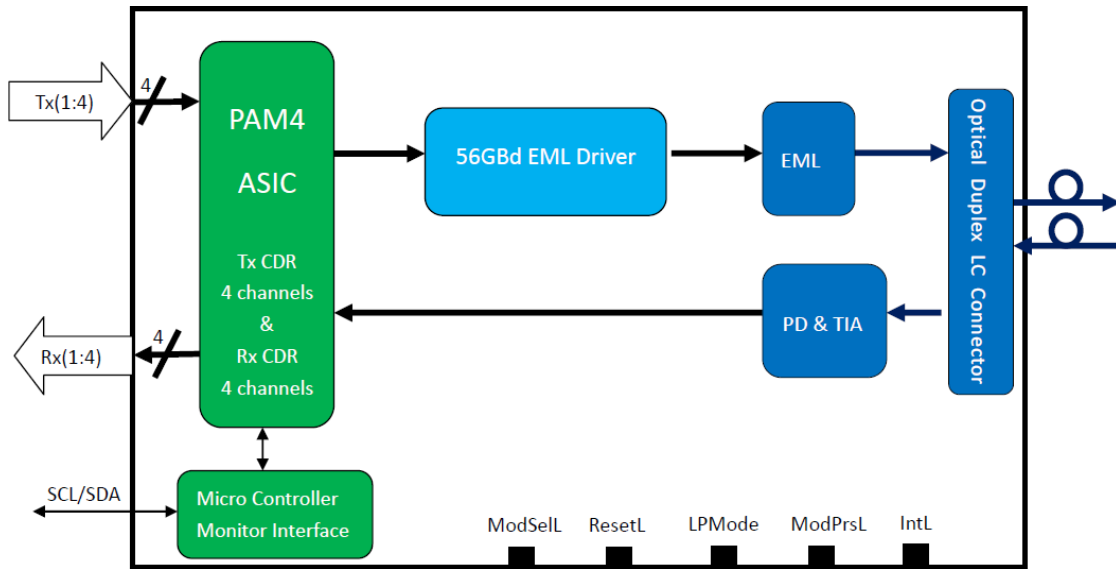 Tx(1:4)
4
PAM4
ASIC
Tx CDR
4 channels
&
Rx CDR
4 channels
56GBd EML Driver
EML
PD & TIA
Optical Duplex LC Connector
Rx(1:4)
4
SCL/SDA
Micro Controller
Monitor Interface
ModSelL
ResetL
LPMode
ModPrsL
IntL